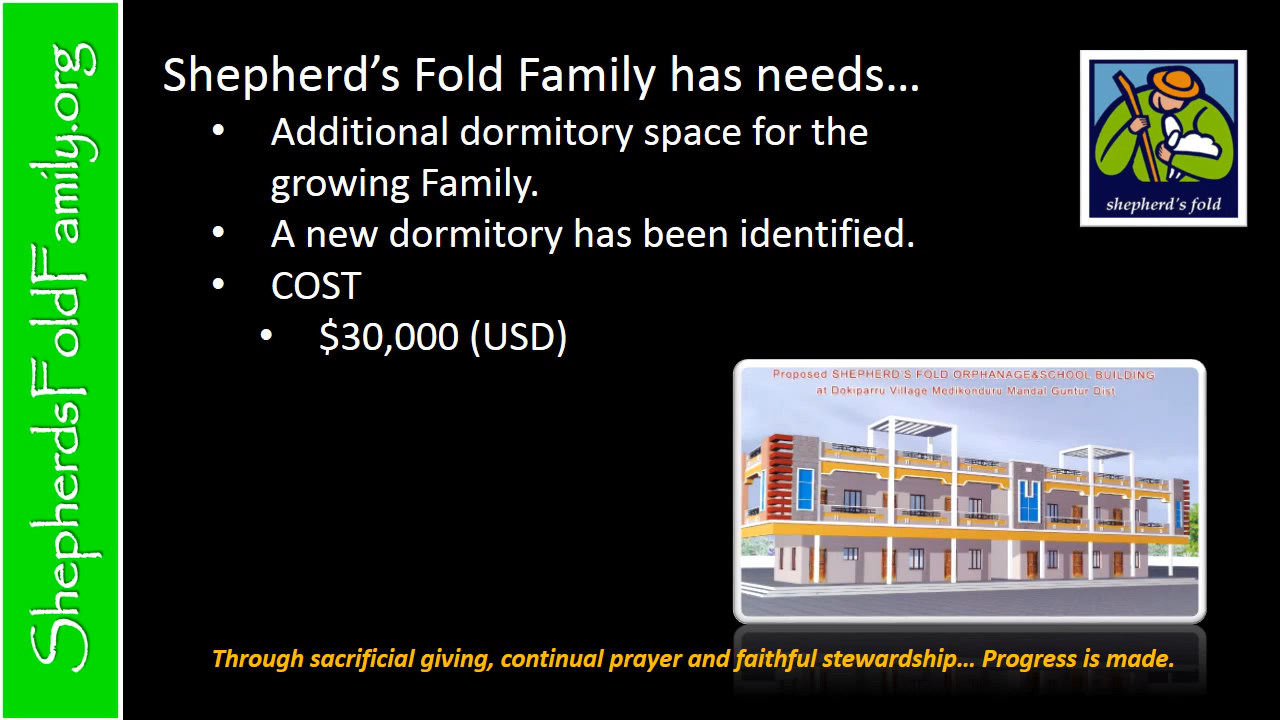 ShepherdsFoldFamily.org
Shepherd’s Fold Family has needs…
• Additional dormitory space for the
growing Family.
• A new dormitory has been identified.
• COST
• $30,000 (USD)
shepherd's fold
Proposed SHEPHERD'S FOLD ORPHANAGE&SCHOOL BUILDING
at Dokiparru Village Medikonduru Mandal Guntur Dist
Through sacrificial giving, continual prayer and faithful stewardship… Progress is made.